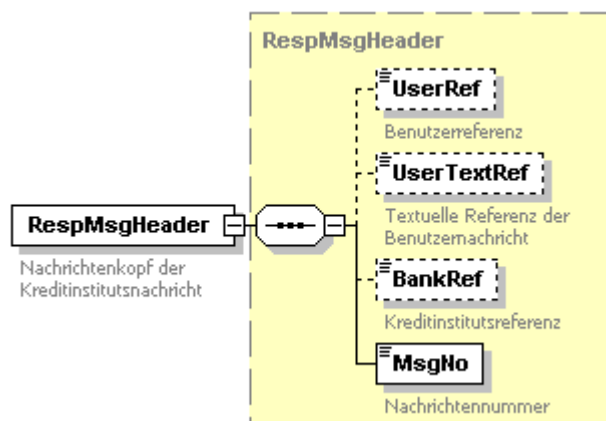 RespMsgHeader
UserRef
Benutzerreferenz
UserTextRef
Textuelle Referenz der
Benutzernachricht
RespMsgHeader
Nachrichtenkopf der
Kreditinstitutsnachricht
BankRef
Kreditinstitutsreferenz
MsgNo
Nachrichtennummer